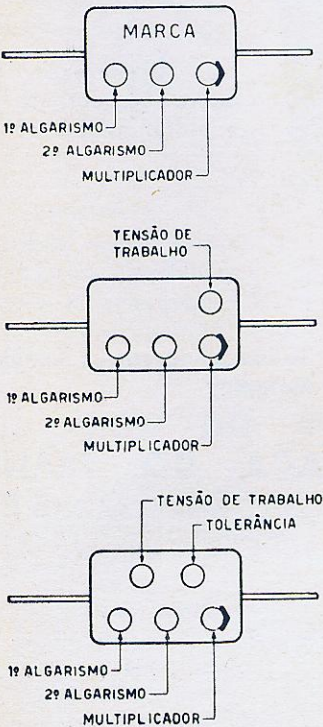 MARCA
1º ALGARISMO
2º ALGARISMO
MULTIPLICADOR
TENSÃO DE
TRABALHO
1º ALGARISMO
2º ALGARISMO
MULTIPLICADOR
TENSÃO DE TRABALHO
TOLERÂNCIA
1º ALGARISMO
2º ALGARISMO
MULTIPLICADOR